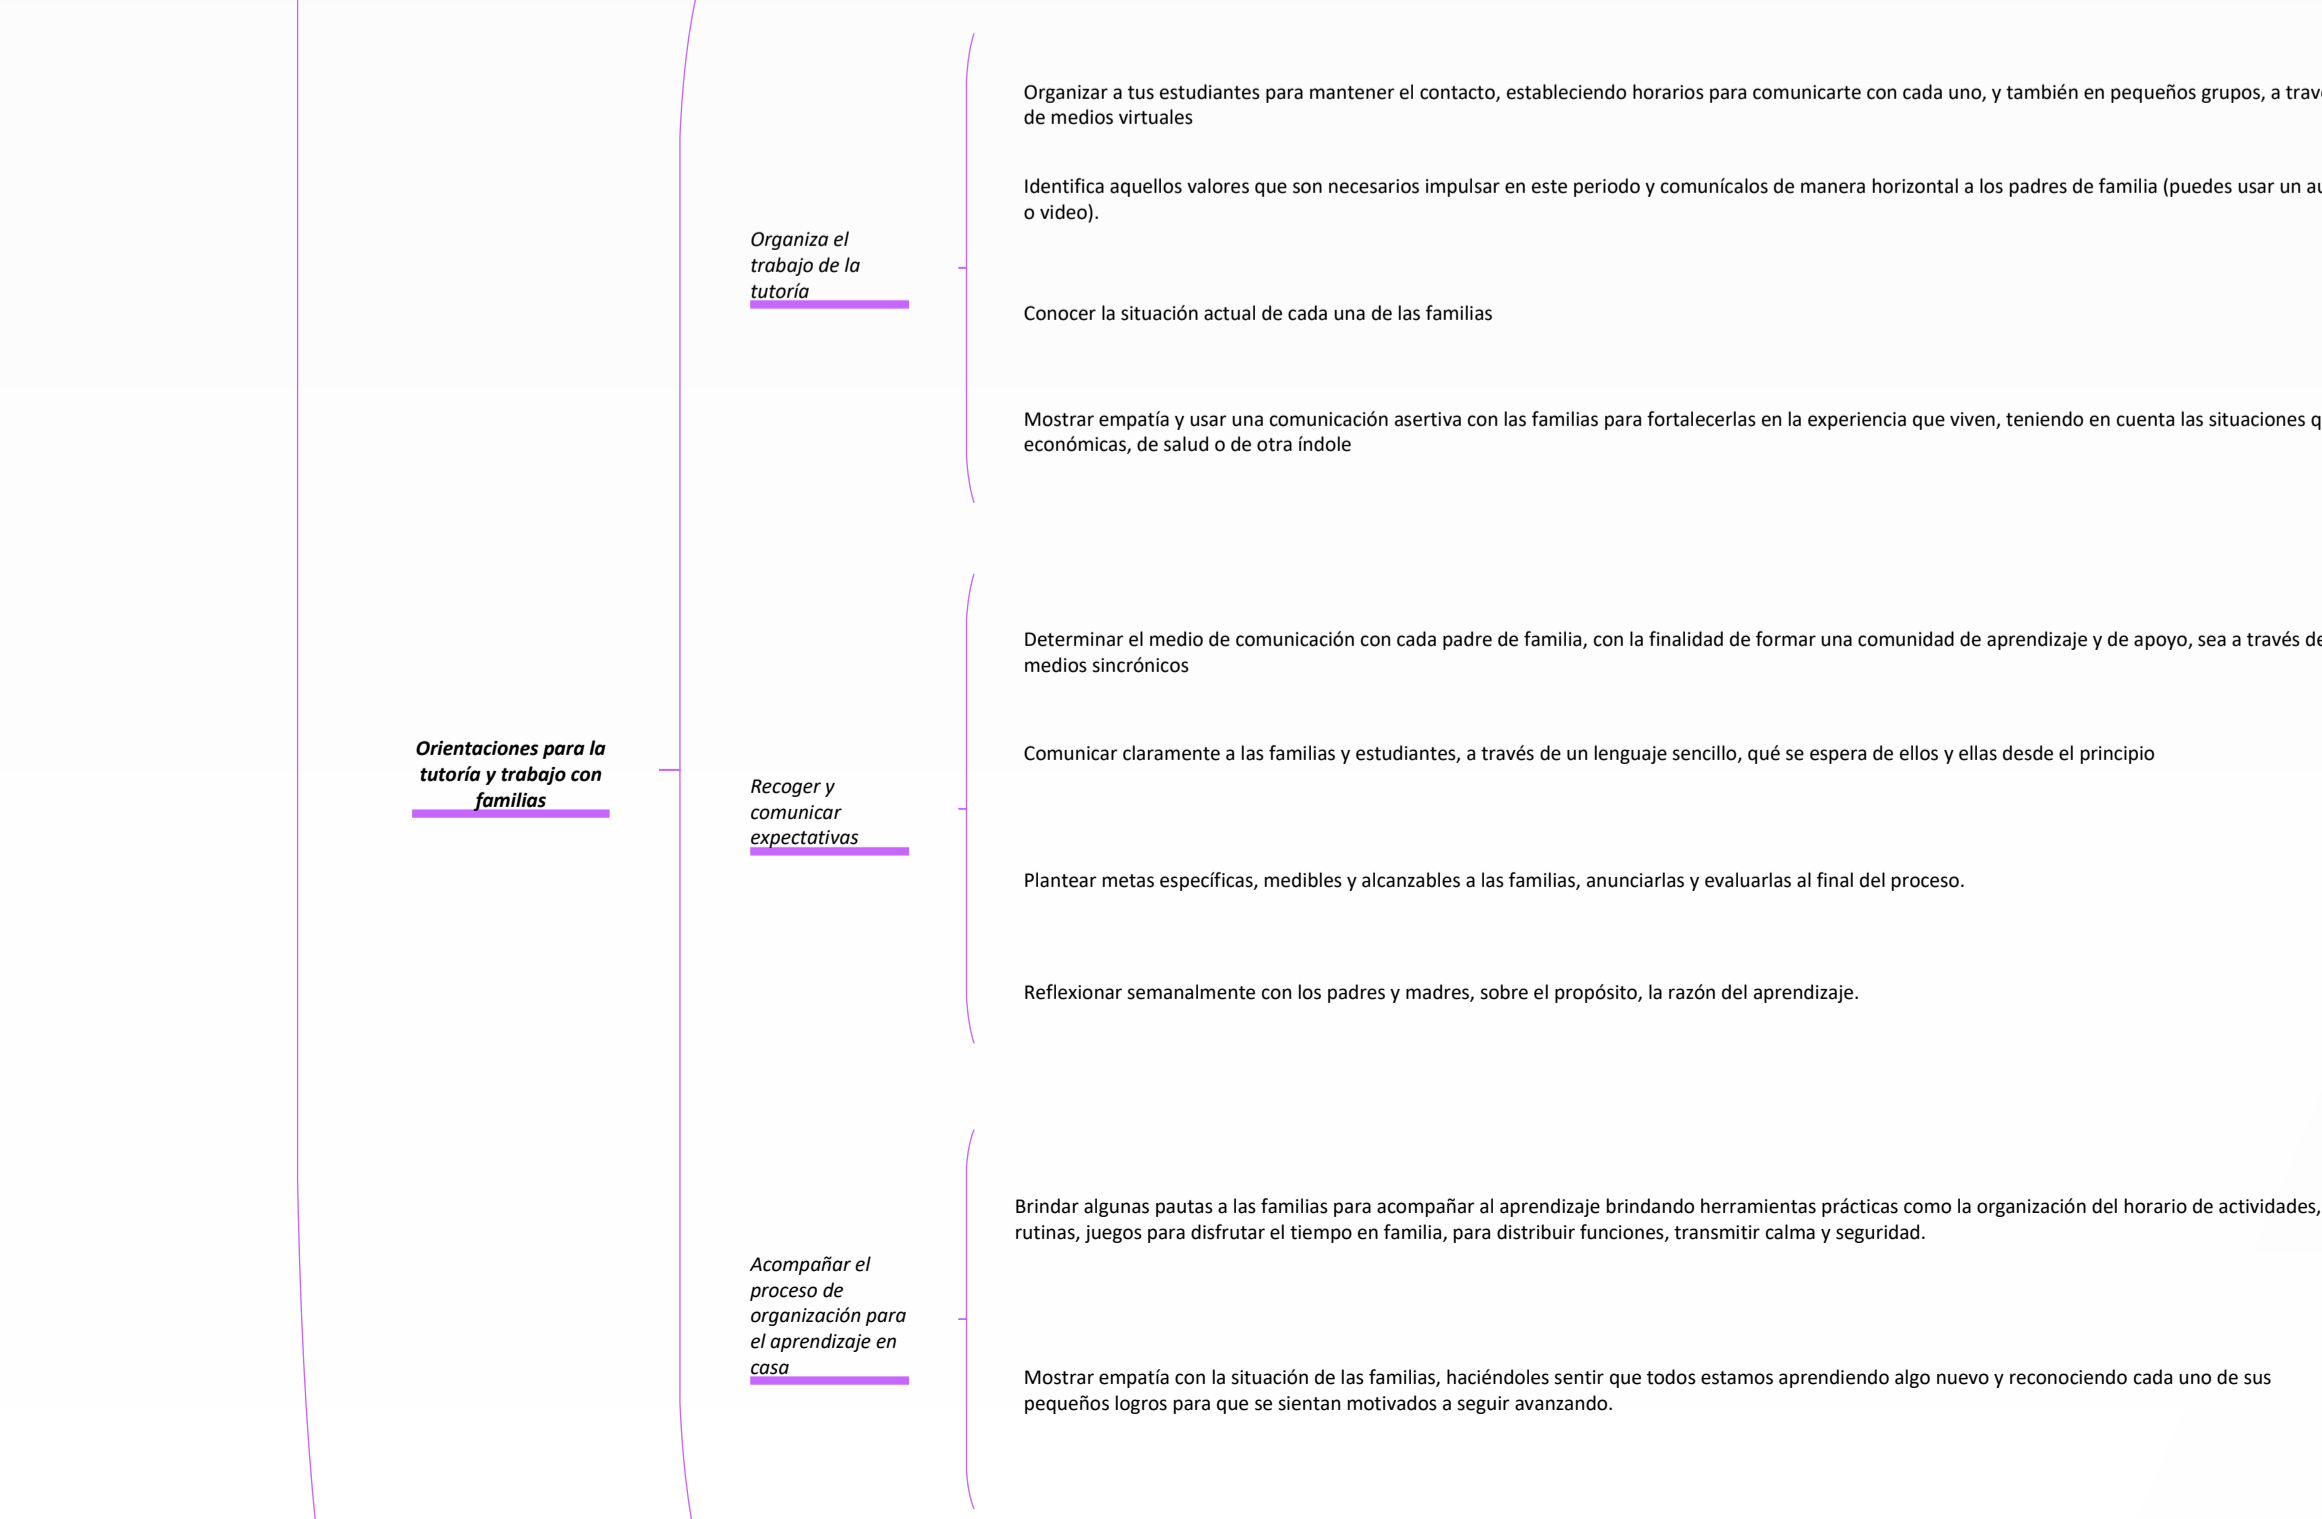 Organizar a tus estudiantes para mantener el contacto, estableciendo horarios para comunicarte con cada uno, y también en pequeños grupos, a
de medios virtuales
Identifica aquellos valores que son necesarios impulsar en este periodo y comunícalos de manera horizontal a los padres de familia (puedes usar un
o video).
Organiza el
trabajo de la
tutoría
Conocer la situación actual de cada una de las familias
Mostrar empatía y usar una comunicación asertiva con las familias para fortalecerlas en la experiencia que viven, teniendo en cuenta las situaciones
económicas, de salud o de otra índole
Determinar el medio de comunicación con cada padre de familia, con la finalidad de formar una comunidad de aprendizaje y de apoyo, sea a través de
medios sincrónicos
Orientaciones para la
tutoría y trabajo con
familias
Recoger y
comunicar
expectativas
Comunicar claramente a las familias y estudiantes, a través de un lenguaje sencillo, qué se espera de ellos y ellas desde el principio
Plantear metas específicas, medibles y alcanzables a las familias, anunciarlas y evaluarlas al final del proceso.
Reflexionar semanalmente con los padres y madres, sobre el propósito, la razón del aprendizaje.
Brindar algunas pautas a las familias para acompañar al aprendizaje brindando herramientas prácticas como la organización del horario de actividades,
rutinas, juegos para disfrutar el tiempo en familia, para distribuir funciones, transmitir calma y seguridad.
Acompañar el
proceso de
organización para
el aprendizaje en
casa
Mostrar empatía con la situación de las familias, haciéndoles sentir que todos estamos aprendiendo algo nuevo y reconociendo cada uno de sus
pequeños logros para que se sientan motivados a seguir avanzando.